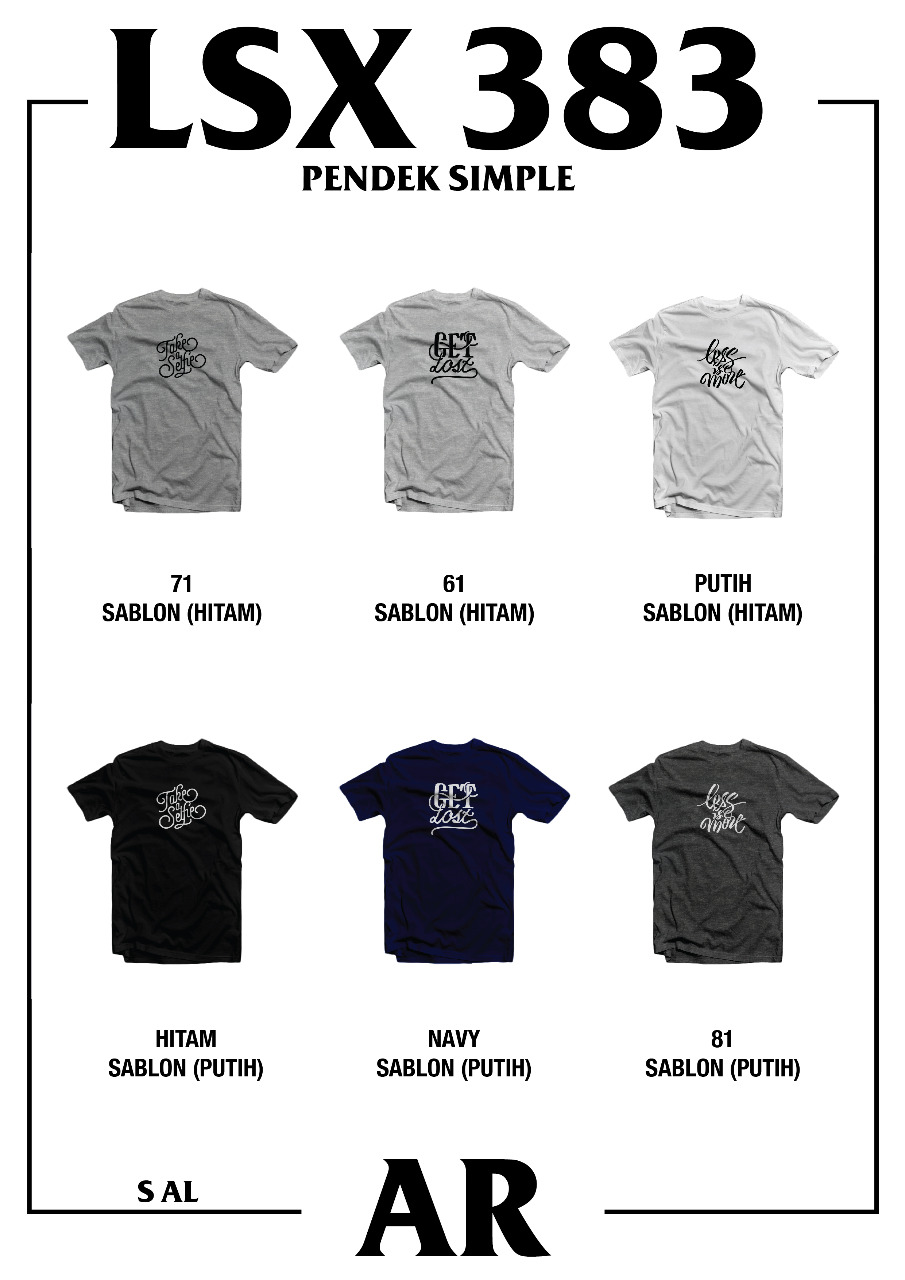 LSX 383
PENDEK SIMPLE
Take
a
Selfie
GET
Lost
less
is
more
71
SABLON (HITAM)
61
SABLON (HITAM)
PUTIH
SABLON (HITAM)
Take
a
Selfie
GET
Lost
less
is
more
HITAM
SABLON (PUTIH)
NAVY
SABLON (PUTIH)
81
SABLON (PUTIH)
S AL
AR